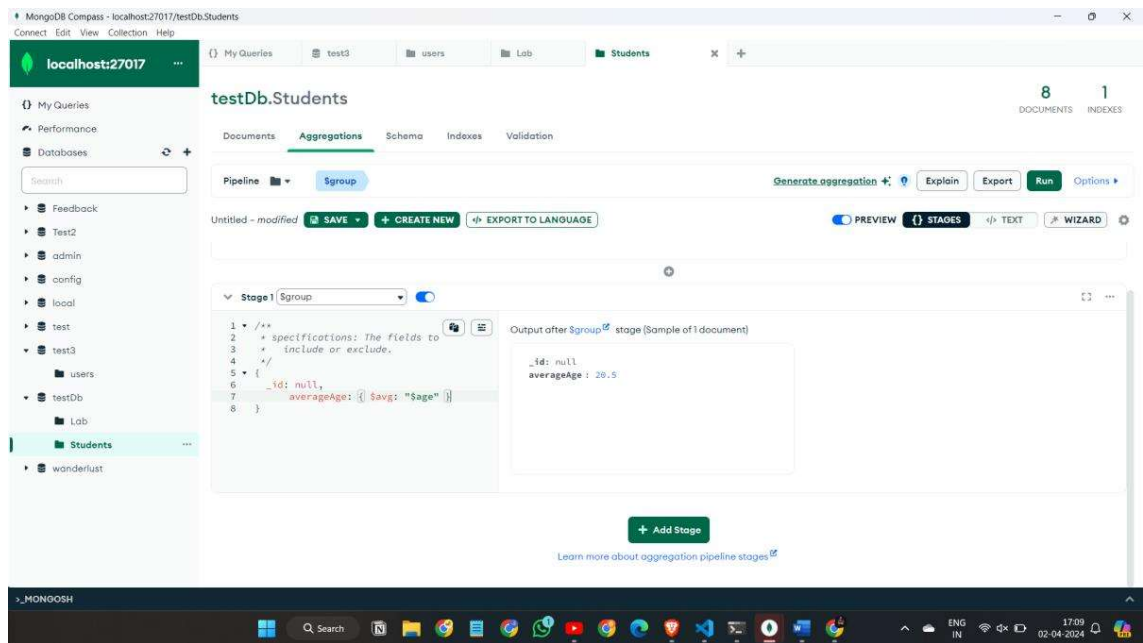 MongoDB Compass - localhost:27017/testDb.Students
Connect Edit View Collection Help
localhost:27017 ...
{} My Queries
Performance
Databases
Search
Feedback
Test2
admin
config
local
test
test3
users
testDb
Lab
Students ...
wanderlust
{} My Queries test3 users Lab Students
testDb.Students
8 DOCUMENTS
1 INDEXES
Documents Aggregations Schema Indexes Validation
Pipeline $group Generate aggregation Explain Export Run Options
Untitled – modified SAVE + CREATE NEW </> EXPORT TO LANGUAGE PREVIEW {} STAGES </> TEXT WIZARD
Stage 1 $group ...
1 /**
2 * specifications: The fields to
3 * include or exclude.
4 */
5 {
6 _id: null,
7 averageAge: { $avg: "$age" }
8 }
Output after $group stage (Sample of 1 document)
_id: null
averageAge : 20.5
+ Add Stage
Learn more about aggregation pipeline stages
>_MONGOSH
Search
ENG
IN
17:09
02-04-2024